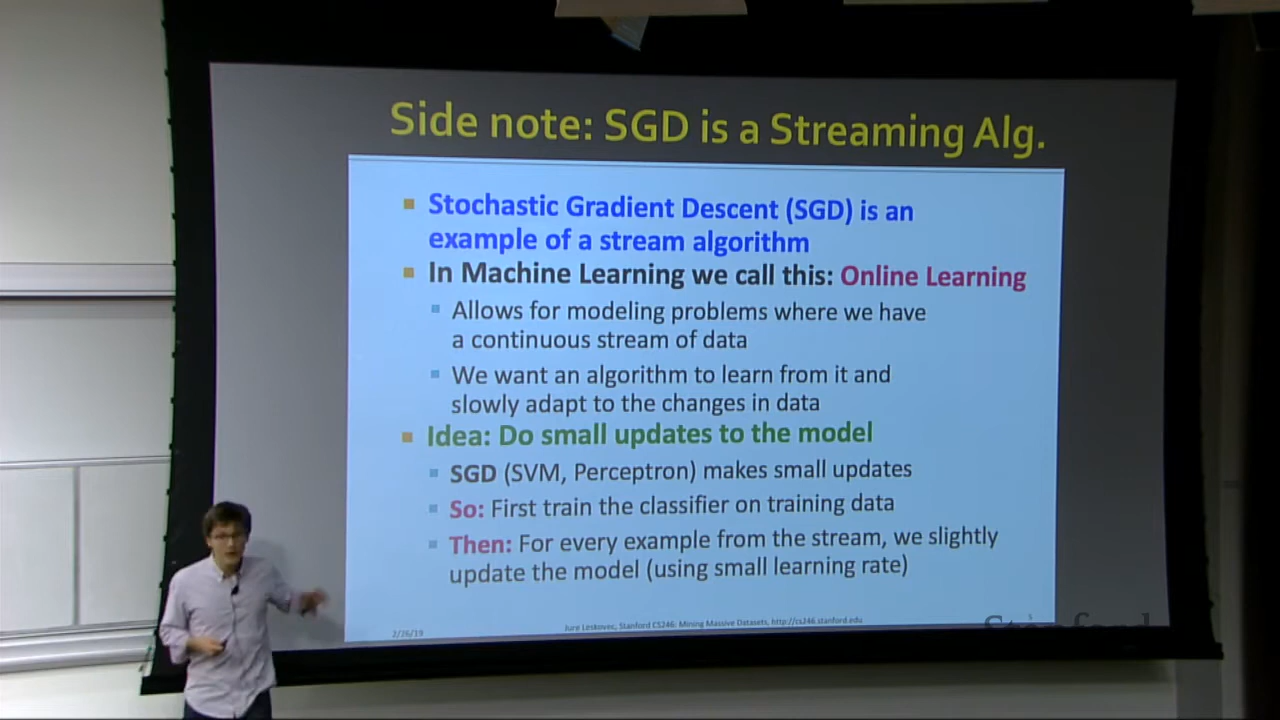 Side note: SGD is a Streaming Alg.
Stochastic Gradient Descent (SGD) is an
example of a stream algorithm
In Machine Learning we call this: Online Learning
Allows for modeling problems where we have
a continuous stream of data
We want an algorithm to learn from it and
slowly adapt to the changes in data
Idea: Do small updates to the model
SGD (SVM, Perceptron) makes small updates
So: First train the classifier on training data
Then: For every example from the stream, we slightly
update the model (using small learning rate)
2/26/19
Jure Leskovec, Stanford CS246: Mining Massive Datasets, http://cs246.stanford.edu
5
Stanford